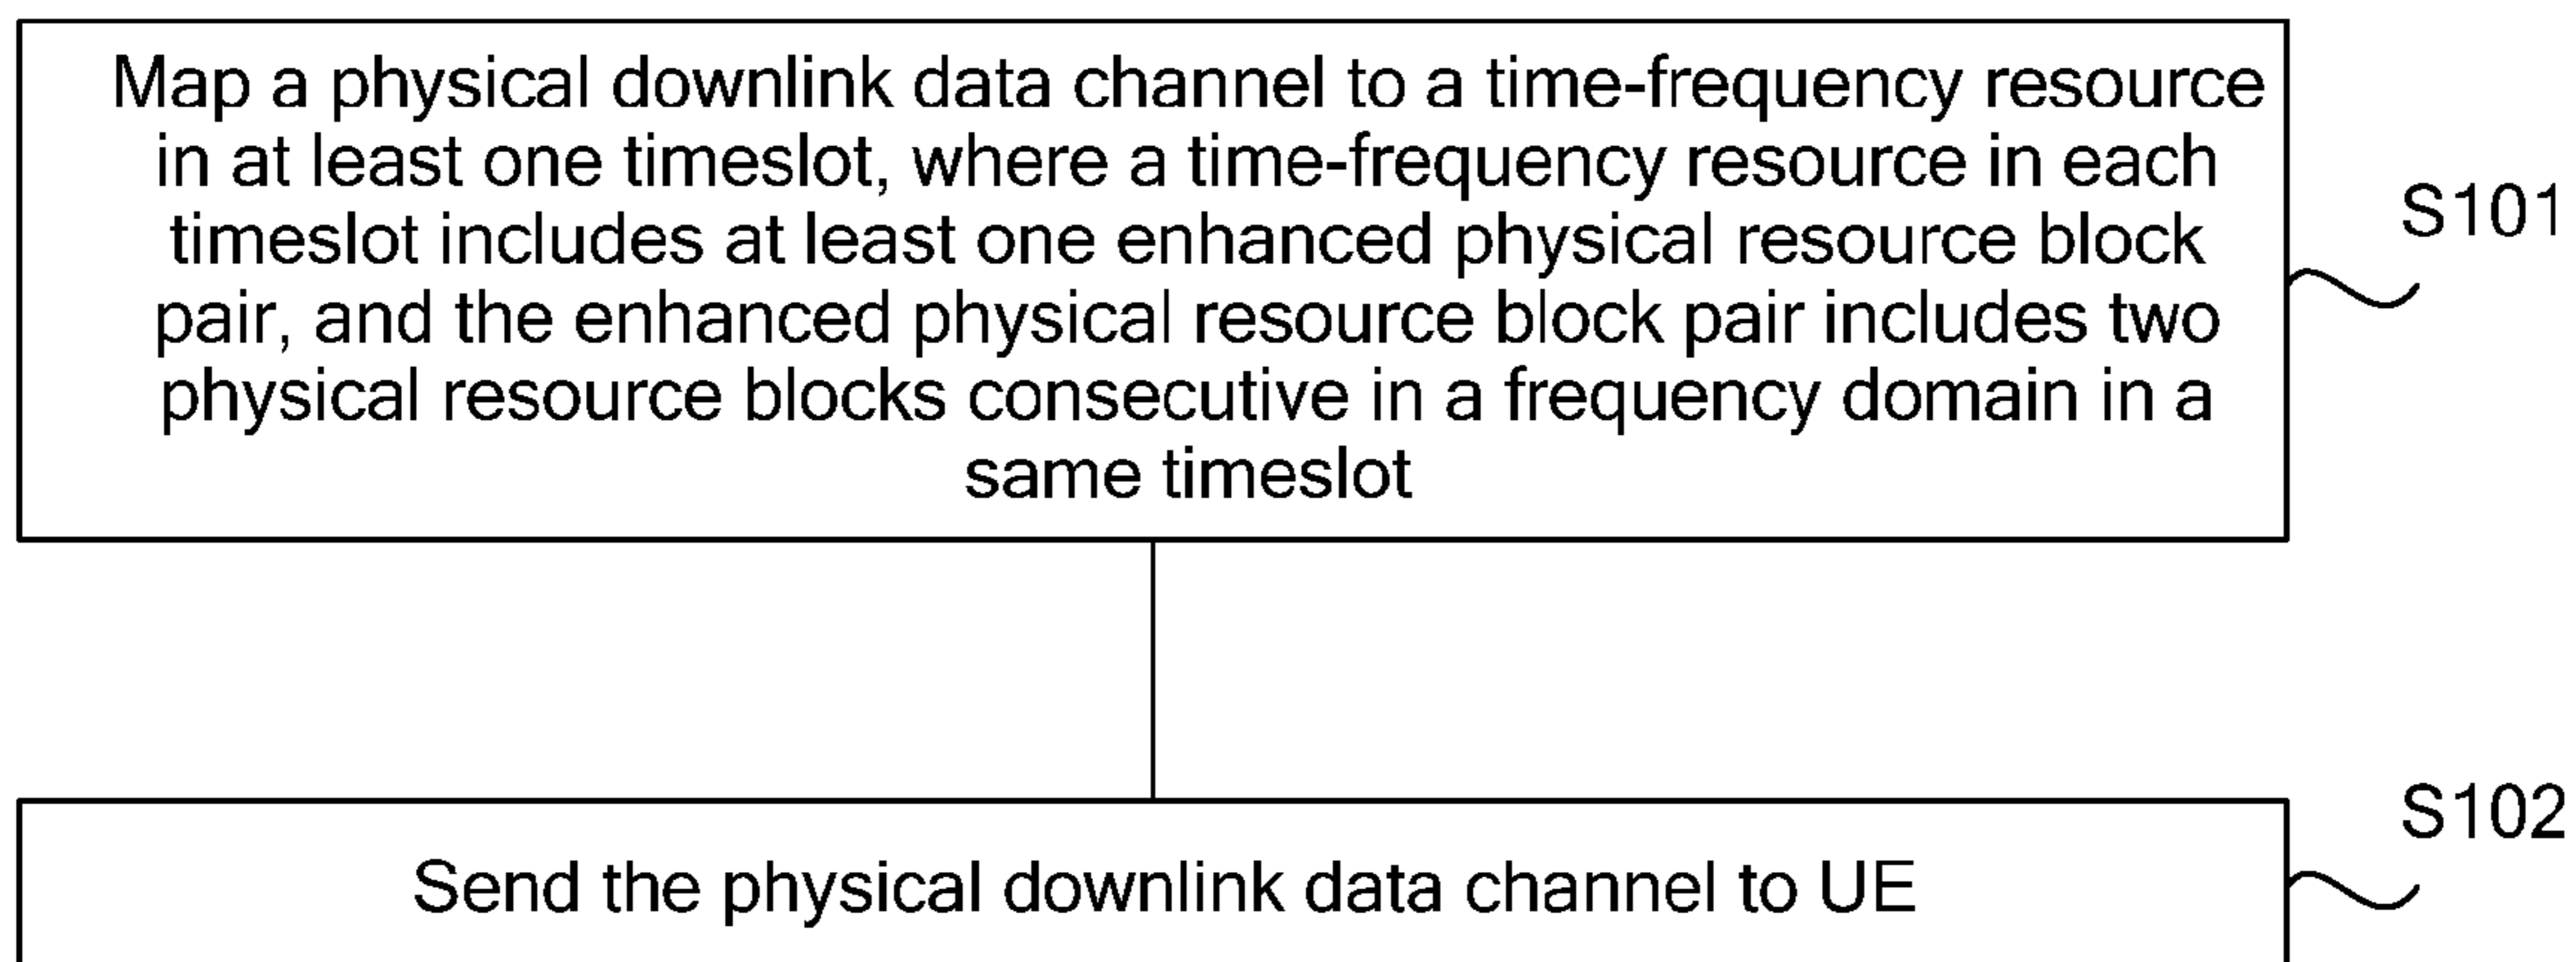 Map a physical downlink data channel to a time-frequency resource
in at least one timeslot, where a time-frequency resource in each
timeslot includes at least one enhanced physical resource block
pair, and the enhanced physical resource block pair includes two
physical resource blocks consecutive in a frequency domain in a
same timeslot
S101
Send the physical downlink data channel to UE
S102